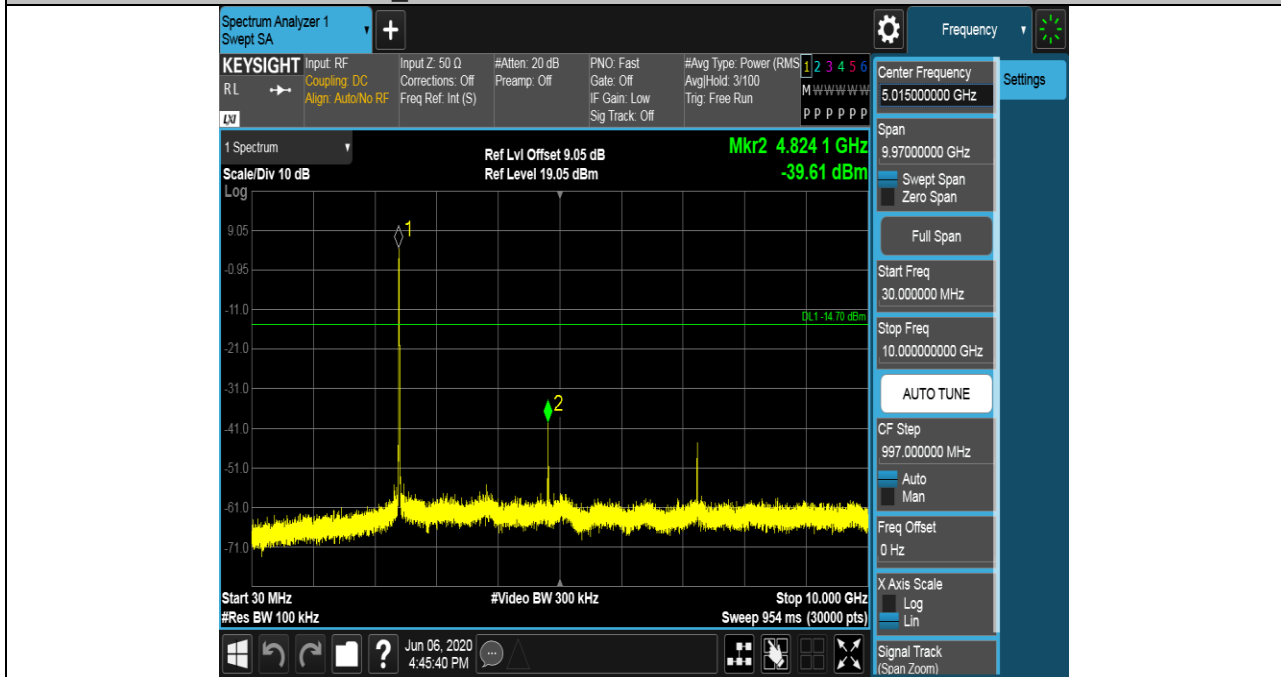 Spectrum Analyzer 1
Swept SA
+
Frequency
KEYSIGHT
RL
LXI
Input: RF
Coupling: DC
Align: Auto/No RF
Input Z: 50 Ω
Corrections: Off
Freq Ref: Int (S)
#Atten: 20 dB
Preamp: Off
PNO: Fast
Gate: Off
IF Gain: Low
Sig Track: Off
#Avg Type: Power (RMS
Avg|Hold: 3/100
Trig: Free Run
1 2 3 4 5 6
M W W W W W
P P P P P P
Center Frequency
5.015000000 GHz
Settings
Span
9.97000000 GHz
Swept Span
Zero Span
Full Span
Start Freq
30.000000 MHz
Stop Freq
10.000000000 GHz
AUTO TUNE
CF Step
997.000000 MHz
Auto
Man
Freq Offset
0 Hz
X Axis Scale
Log
Lin
Signal Track
(Span Zoom)
1 Spectrum
Scale/Div 10 dB
Ref Lvl Offset 9.05 dB
Ref Level 19.05 dBm
Mkr2 4.824 1 GHz
-39.61 dBm
Log
9.05
-0.95
-11.0
-21.0
-31.0
-41.0
-51.0
-61.0
-71.0
1
DL1 -14.70 dBm
2
Start 30 MHz
#Res BW 100 kHz
#Video BW 300 kHz
Stop 10.000 GHz
Sweep 954 ms (30000 pts)
?
Jun 06, 2020
4:45:40 PM